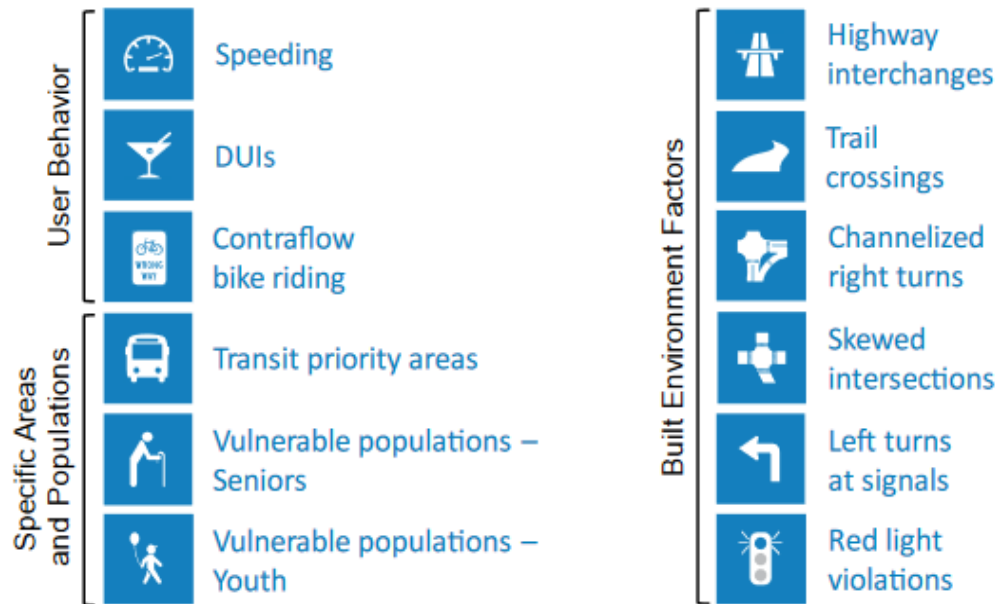 User Behavior
Speeding
DUIs
WRONG
WAY
Contraflow
bike riding
Specific Areas
and Populations
Transit priority areas
Vulnerable populations –
Seniors
Vulnerable populations –
Youth
Built Environment Factors
Highway
interchanges
Trail
crossings
Channelized
right turns
Skewed
intersections
Left turns
at signals
Red light
violations